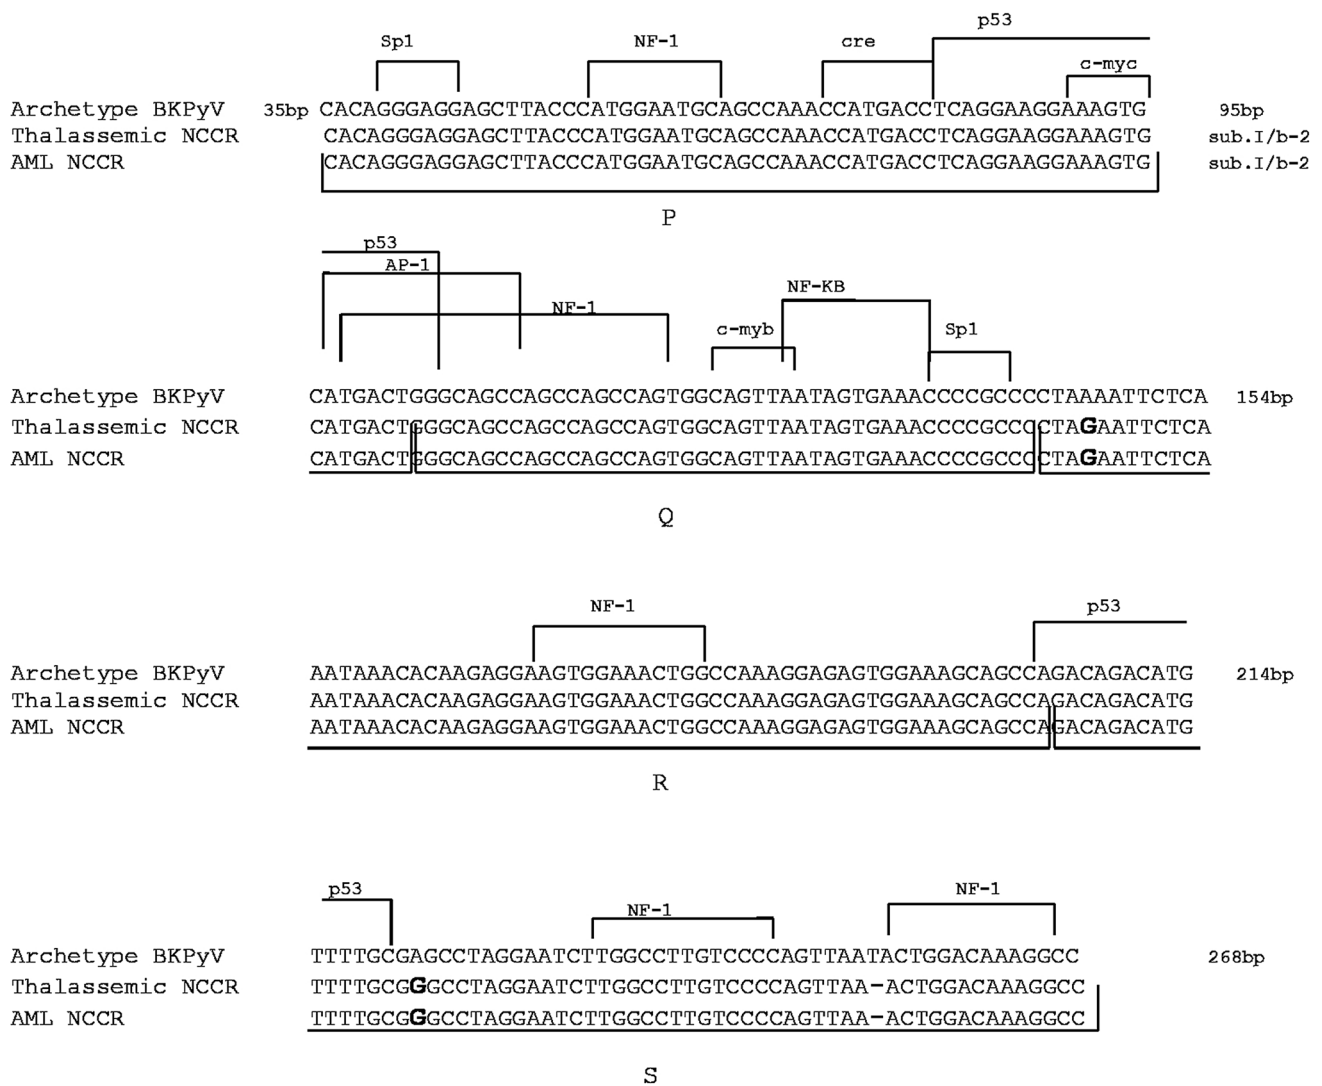 p53
Sp1 NF-1 cre
c-myc
Archetype BKPyV 35bp CACAGGGAGGAGCTTACCCATGGAATGCAGCCAAACCATGACCTCAGGAAGGAAAGTG 95bp
Thalassemic NCCR CACAGGGAGGAGCTTACCCATGGAATGCAGCCAAACCATGACCTCAGGAAGGAAAGTG sub.I/b-2
AML NCCR CACAGGGAGGAGCTTACCCATGGAATGCAGCCAAACCATGACCTCAGGAAGGAAAGTG sub.I/b-2
P
p53
AP-1
NF-KB
NF-1
c-myb Sp1
Archetype BKPyV CATGACTGGGCAGCCAGCCAGCCAGTGGCAGTTAATAGTGAAACCCCGCCCCTAAAATTCTCA 154bp
Thalassemic NCCR CATGACTGGGCAGCCAGCCAGCCAGTGGCAGTTAATAGTGAAACCCCGCCCCTAGAATTCTCA
AML NCCR CATGACTGGGCAGCCAGCCAGCCAGTGGCAGTTAATAGTGAAACCCCGCCCCTAGAATTCTCA
Q
NF-1 p53
Archetype BKPyV AATAAACACAAGAGGAAGTGGAAACTGGCCAAAGGAGAGTGGAAAGCAGCCAGACAGACATG 214bp
Thalassemic NCCR AATAAACACAAGAGGAAGTGGAAACTGGCCAAAGGAGAGTGGAAAGCAGCCAGACAGACATG
AML NCCR AATAAACACAAGAGGAAGTGGAAACTGGCCAAAGGAGAGTGGAAAGCAGCCAGACAGACATG
R
p53 NF-1
NF-1
Archetype BKPyV TTTTGCGAGCCTAGGAATCTTGGCCTTGTCCCCAGTTAATACTGGACAAAGGCC 268bp
Thalassemic NCCR TTTTGCGGGCCTAGGAATCTTGGCCTTGTCCCCAGTTAA-ACTGGACAAAGGCC
AML NCCR TTTTGCGGGCCTAGGAATCTTGGCCTTGTCCCCAGTTAA-ACTGGACAAAGGCC
S